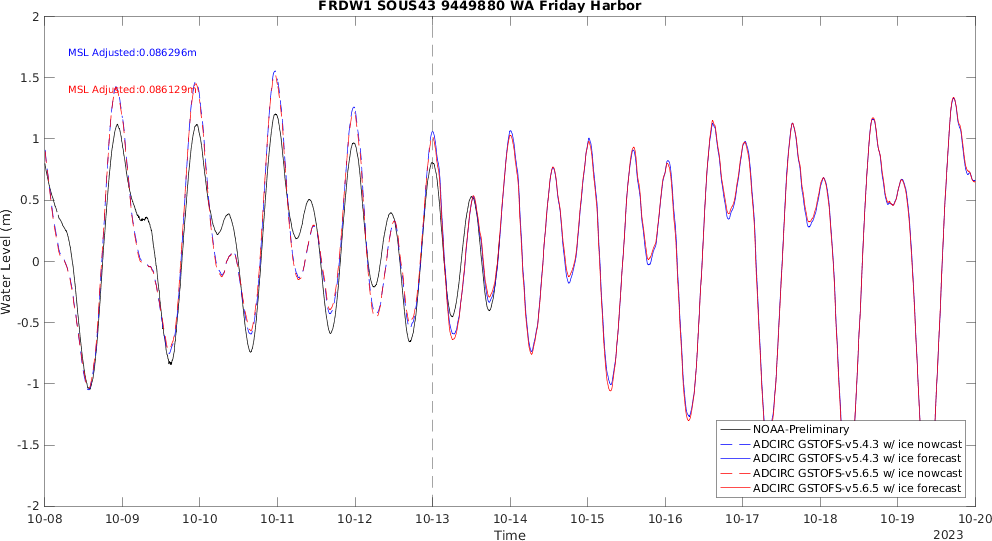 FRDW1 SOUS43 9449880 WA Friday Harbor
MSL Adjusted:0.086296m
MSL Adjusted:0.086129m
Water Level (m)
2
1.5
1
0.5
0
-0.5
-1
-1.5
-2
NOAA-Preliminary
ADCIRC GSTOFS-v5.4.3 w/ ice nowcast
ADCIRC GSTOFS-v5.4.3 w/ ice forecast
ADCIRC GSTOFS-v5.6.5 w/ ice nowcast
ADCIRC GSTOFS-v5.6.5 w/ ice forecast
10-08 10-09 10-10 10-11 10-12 10-13 10-14 10-15 10-16 10-17 10-18 10-19 10-20
Time
2023